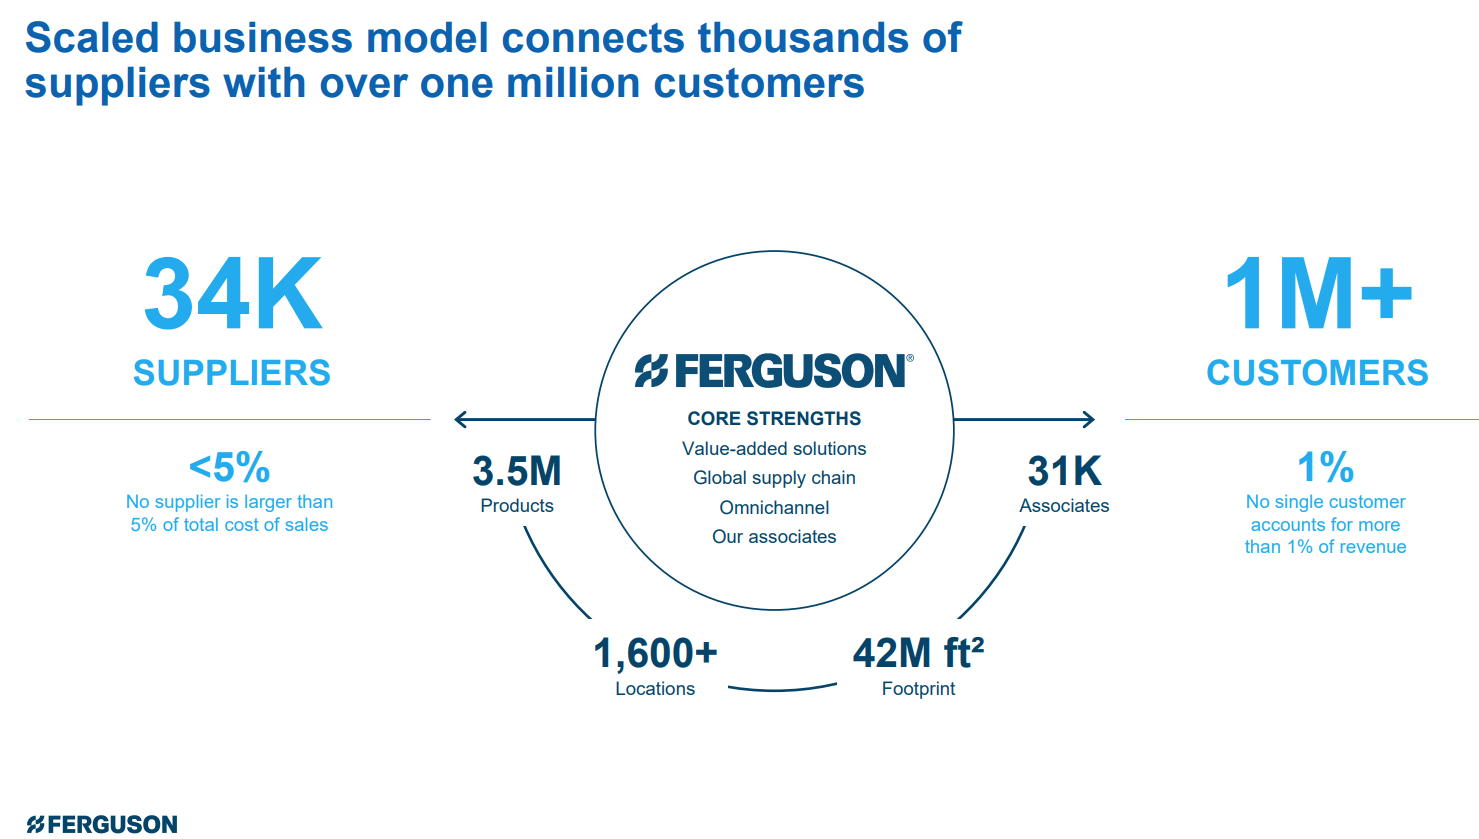 Scaled business model connects thousands of
suppliers with over one million customers
34K
SUPPLIERS
<5%
No supplier is larger than
5% of total cost of sales
FERGUSON®
CORE STRENGTHS
Value-added solutions
Global supply chain
Omnichannel
Our associates
3.5M
Products
1,600+
Locations
42M ft²
Footprint
31K
Associates
1M+
CUSTOMERS
1%
No single customer
accounts for more
than 1% of revenue
FERGUSON